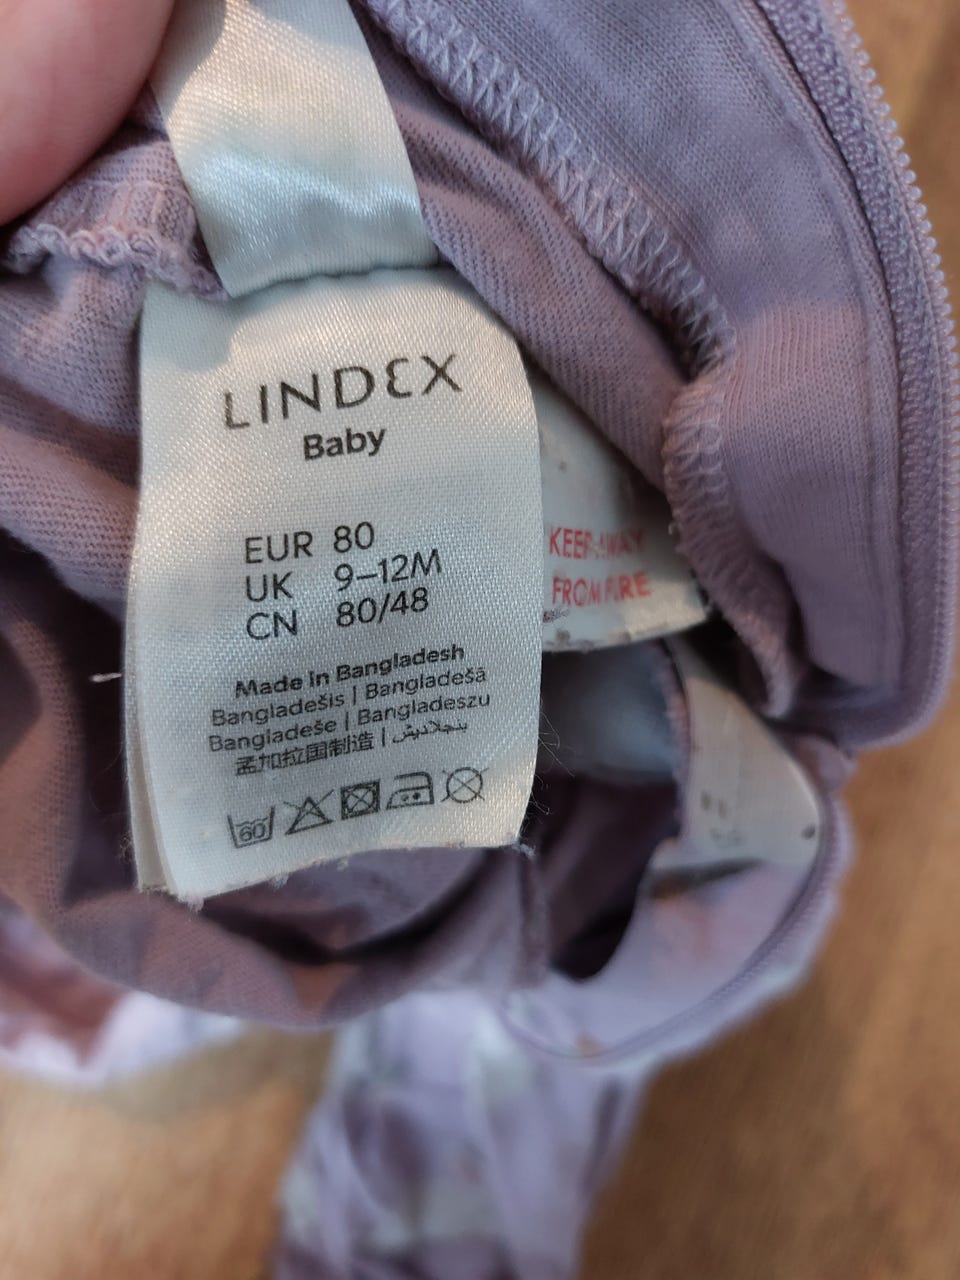 LINDEX
Baby
EUR 80
UK 9–12M
CN 80/48
Made in Bangladesh
Bangladešis | Bangladešā
Bangladeše | Bangladeszu
孟加拉国制造 | بنجلاديش
60
KEEP AWAY
FROM FIRE